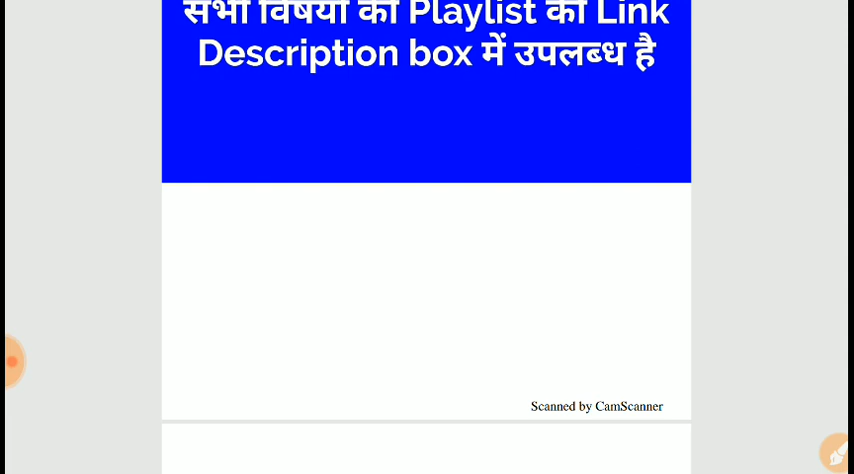 सभी विषयों की Playlist का Link
Description box में उपलब्ध है
Scanned by CamScanner